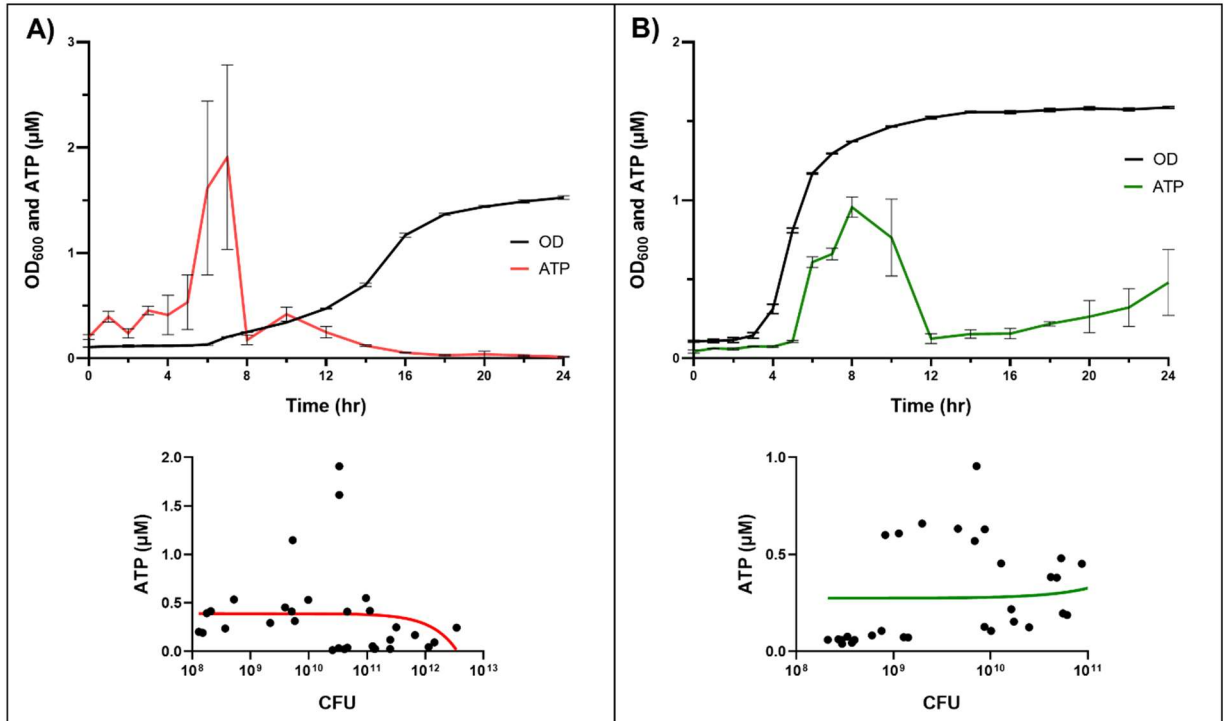 A)
3
2
1
0
OD600 and ATP (µM)
OD
ATP
0 4 8 12 16 20 24
Time (hr)
2.0
1.5
1.0
0.5
0.0
ATP (µM)
10^8 10^9 10^10 10^11 10^12 10^13
CFU
B)
2
1
0
OD600 and ATP (µM)
OD
ATP
0 4 8 12 16 20 24
Time (hr)
1.0
0.5
0.0
ATP (µM)
10^8 10^9 10^10 10^11
CFU